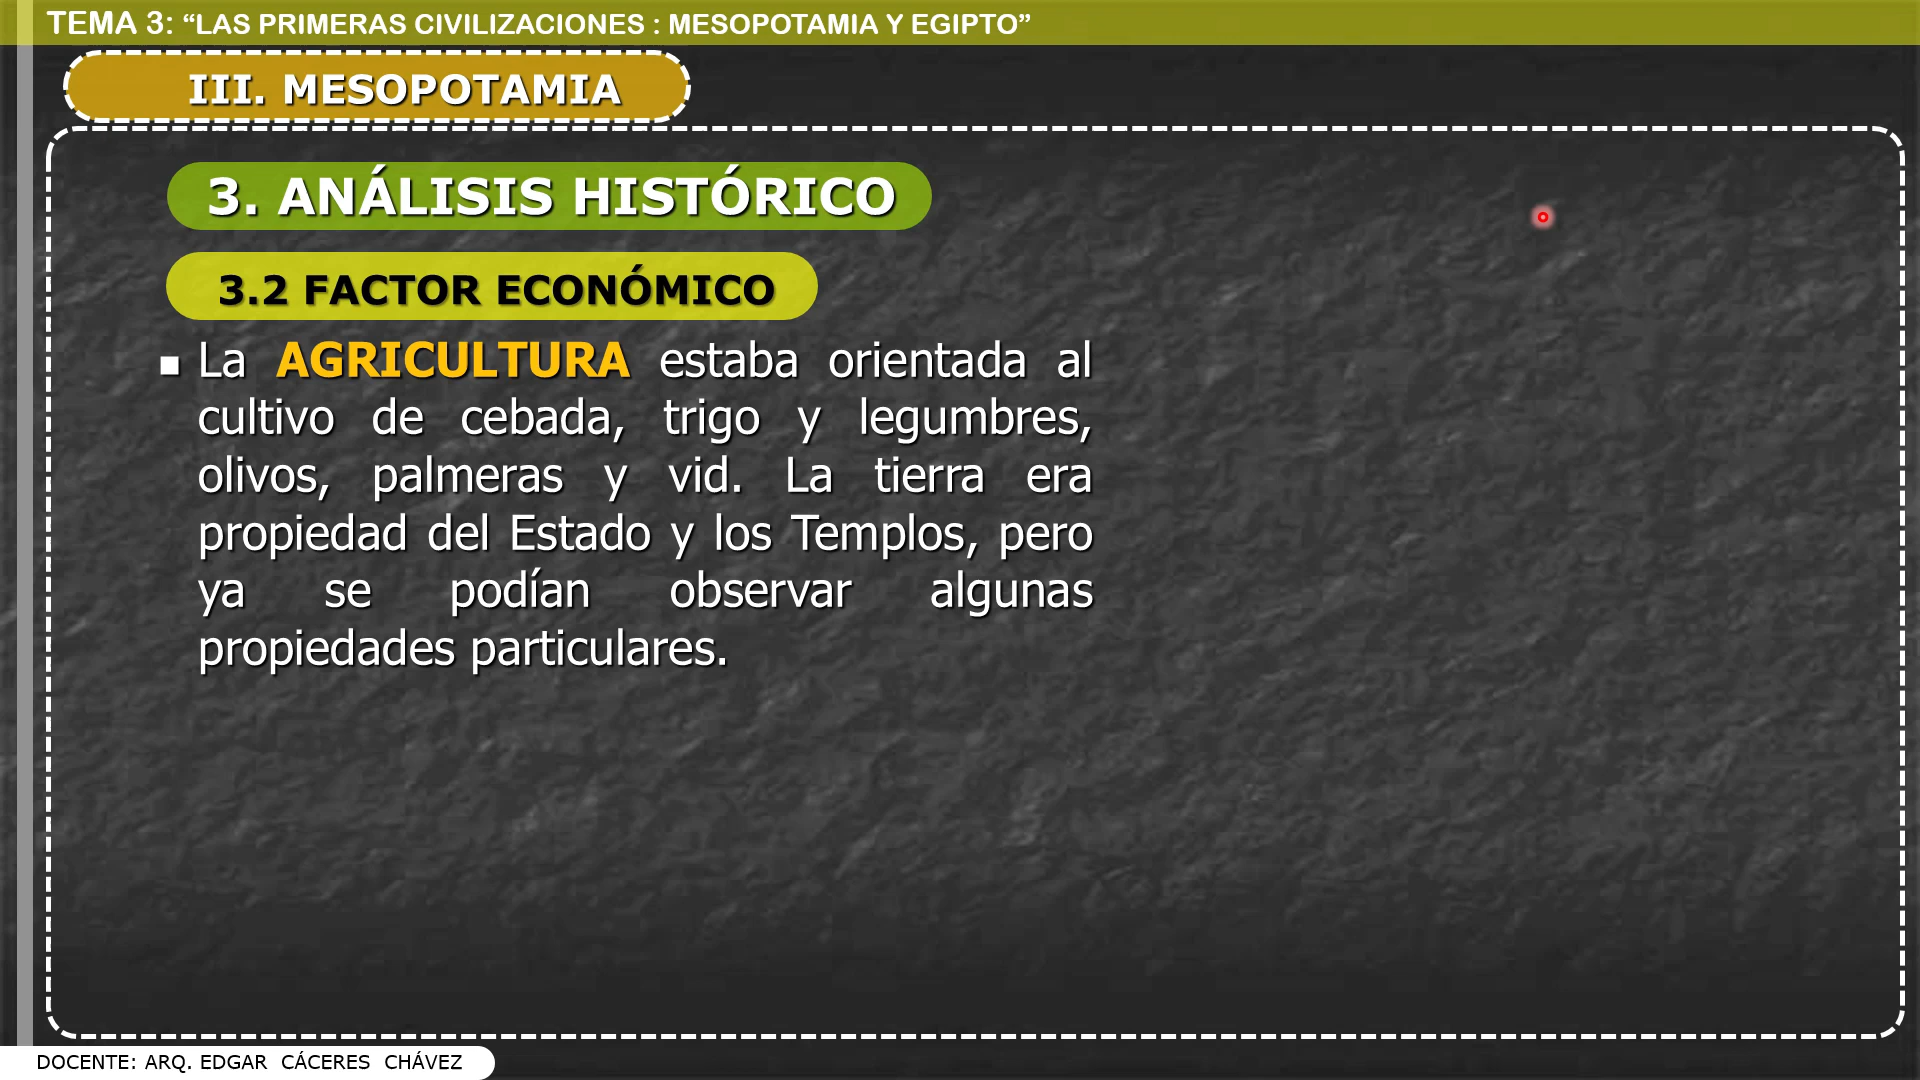 TEMA 3: “LAS PRIMERAS CIVILIZACIONES : MESOPOTAMIA Y EGIPTO”
III. MESOPOTAMIA
3. ANÁLISIS HISTÓRICO
3.2 FACTOR ECONÓMICO
▪ La AGRICULTURA estaba orientada al
cultivo de cebada, trigo y legumbres,
olivos, palmeras y vid. La tierra era
propiedad del Estado y los Templos, pero
ya se podían observar algunas
propiedades particulares.
DOCENTE: ARQ. EDGAR CÁCERES CHÁVEZ